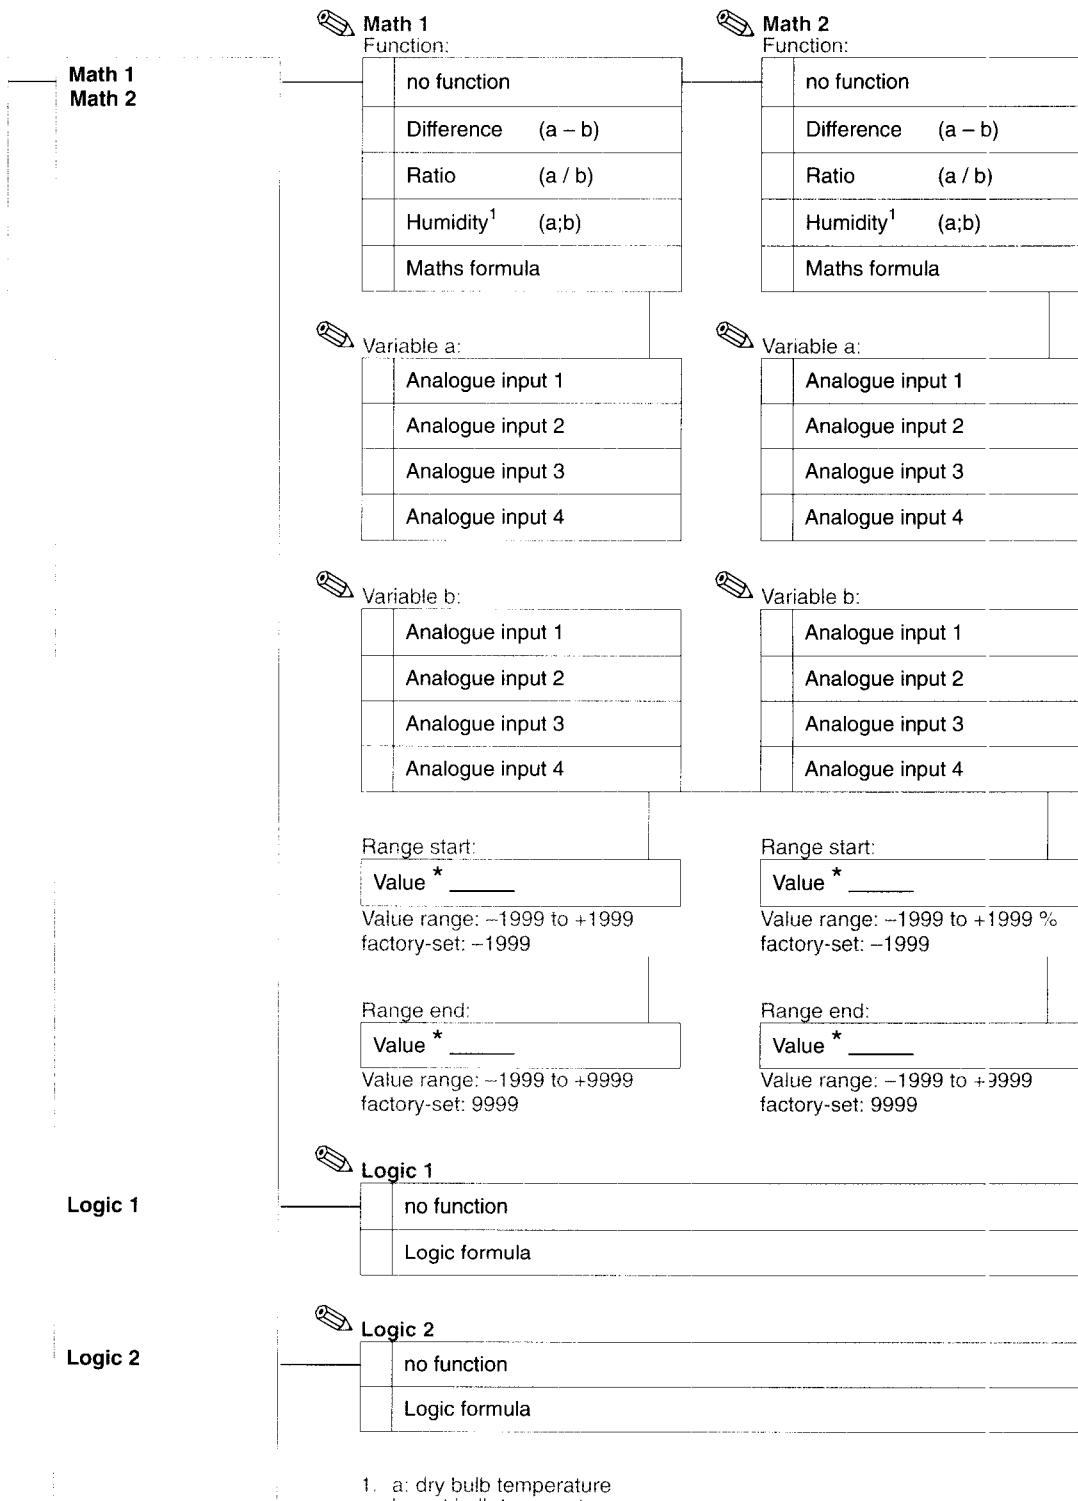 Math 1
Math 2
Math 1
Function:
no function
Difference (a – b)
Ratio (a / b)
Humidity1 (a;b)
Maths formula
Variable a:
Analogue input 1
Analogue input 2
Analogue input 3
Analogue input 4
Variable b:
Analogue input 1
Analogue input 2
Analogue input 3
Analogue input 4
Range start:
Value * ______
Value range: –1999 to +1999
factory-set: –1999
Range end:
Value * ______
Value range: –1999 to +9999
factory-set: 9999
Math 2
Function:
no function
Difference (a – b)
Ratio (a / b)
Humidity1 (a;b)
Maths formula
Variable a:
Analogue input 1
Analogue input 2
Analogue input 3
Analogue input 4
Variable b:
Analogue input 1
Analogue input 2
Analogue input 3
Analogue input 4
Range start:
Value * ______
Value range: –1999 to +1999 %
factory-set: –1999
Range end:
Value * ______
Value range: –1999 to +9999
factory-set: 9999
Logic 1
Logic 1
no function
Logic formula
Logic 2
Logic 2
no function
Logic formula
1. a: dry bulb temperature